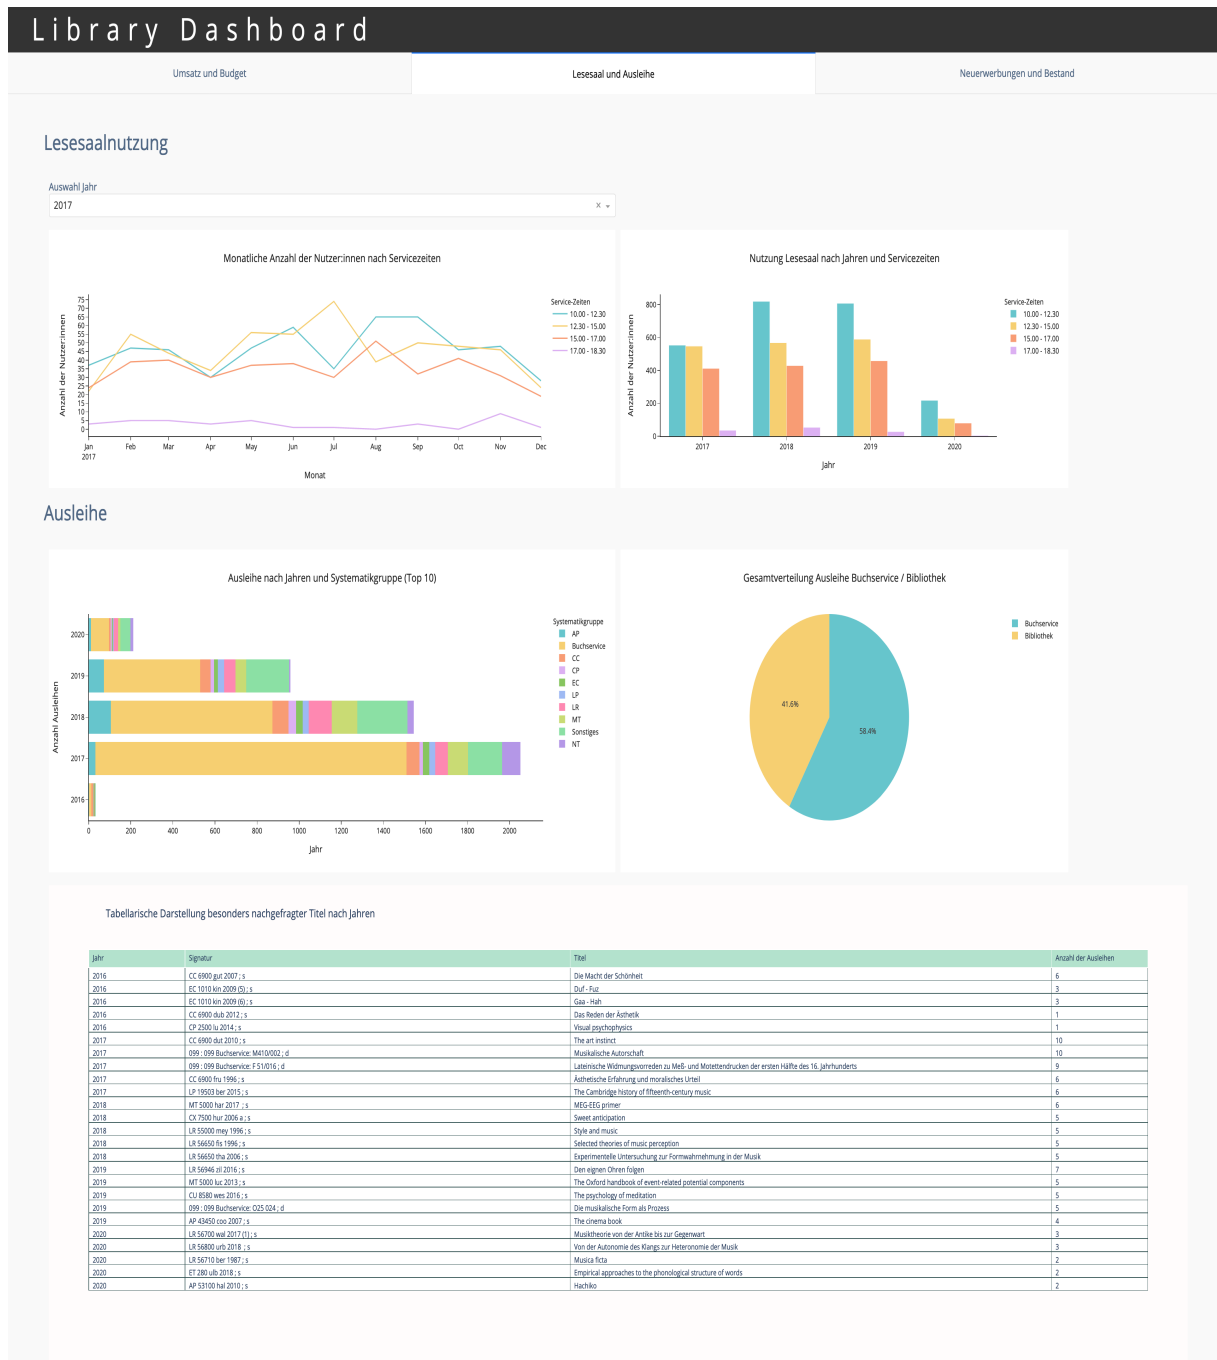 Library Dashboard
Umsatz und Budget
Lesesaal und Ausleihe
Neuerwerbungen und Bestand
Lesesaalnutzung
Auswahl Jahr
2017
Monatliche Anzahl der Nutzer:innen nach Servicezeiten
Anzahl der Nutzer:innen
75
70
65
60
55
50
45
40
35
30
25
20
15
10
5
0
Jan Feb Mar Apr May Jun Jul Aug Sep Oct Nov Dec
2017
Monat
Service-Zeiten
10.00 - 12.30
12.30 - 15.00
15.00 - 17.00
17.00 - 18.30
Nutzung Lesesaal nach Jahren und Servicezeiten
Anzahl der Nutzer:innen
800
600
400
200
0
2017 2018 2019 2020
Jahr
Service-Zeiten
10.00 - 12.30
12.30 - 15.00
15.00 - 17.00
17.00 - 18.30
Ausleihe
Ausleihe nach Jahren und Systematikgruppe (Top 10)
Anzahl Ausleihen
2020
2019
2018
2017
2016
0 200 400 600 800 1000 1200 1400 1600 1800 2000
Jahr
Systematikgruppe
AP
Buchservice
CC
CP
EC
LP
LR
MT
Sonstiges
NT
Gesamtverteilung Ausleihe Buchservice / Bibliothek
41.6%
58.4%
Buchservice
Bibliothek
Tabellarische Darstellung besonders nachgefragter Titel nach Jahren
Jahr Signatur Titel Anzahl der Ausleihen
2016 CC 6900 gut 2007 ; s Die Macht der Schönheit 6
2016 EC 1010 kin 2009 (5) ; s Duf - Fuz 3
2016 EC 1010 kin 2009 (6) ; s Gaa - Hah 3
2016 CC 6900 dub 2012 ; s Das Reden der Ästhetik 1
2016 CP 2500 lu 2014 ; s Visual psychophysics 1
2017 CC 6900 dut 2010 ; s The art instinct 10
2017 099 : 099 Buchservice: M410/002 ; d Musikalische Autorschaft 10
2017 099 : 099 Buchservice: F 51/016 ; d Lateinische Widmungsvorreden zu Meß- und Motettendrucken der ersten Hälfte des 16. Jahrhunderts 9
2017 CC 6900 fru 1996 ; s Ästhetische Erfahrung und moralisches Urteil 6
2017 LP 19503 ber 2015 ; s The Cambridge history of fifteenth-century music 6
2018 MT 5000 har 2017 ; s MEG-EEG primer 6
2018 CX 7500 hur 2006 a ; s Sweet anticipation 5
2018 LR 55000 mey 1996 ; s Style and music 5
2018 LR 56650 fis 1996 ; s Selected theories of music perception 5
2018 LR 56650 tha 2006 ; s Experimentelle Untersuchung zur Formwahrnehmung in der Musik 5
2019 LR 56946 zil 2016 ; s Den eignen Ohren folgen 7
2019 MT 5000 luc 2013 ; s The Oxford handbook of event-related potential components 5
2019 CU 8580 wes 2016 ; s The psychology of meditation 5
2019 099 : 099 Buchservice: O25 024 ; d Die musikalische Form als Prozess 5
2019 AP 43450 coo 2007 ; s The cinema book 4
2020 LR 56700 wal 2017 (1) ; s Musiktheorie von der Antike bis zur Gegenwart 3
2020 LR 56800 urb 2018 ; s Von der Autonomie des Klangs zur Heteronomie der Musik 3
2020 LR 56710 ber 1987 ; s Musica ficta 2
2020 ET 280 ulb 2018 ; s Empirical approaches to the phonological structure of words 2
2020 AP 53100 hal 2010 ; s Hachiko 2